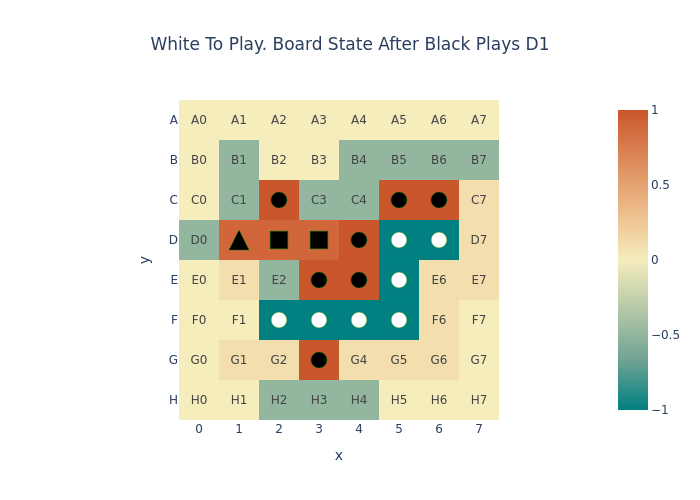 White To Play. Board State After Black Plays D1
A A0 A1 A2 A3 A4 A5 A6 A7 1
B B0 B1 B2 B3 B4 B5 B6 B7 0.5
C C0 C1 C3 C4 C7
D D0 D7 0
y
E E0 E1 E2 E6 E7
F F0 F1 F6 F7 −0.5
G G0 G1 G2 G4 G5 G6 G7
H H0 H1 H2 H3 H4 H5 H6 H7 −1
0 1 2 3 4 5 6 7
x